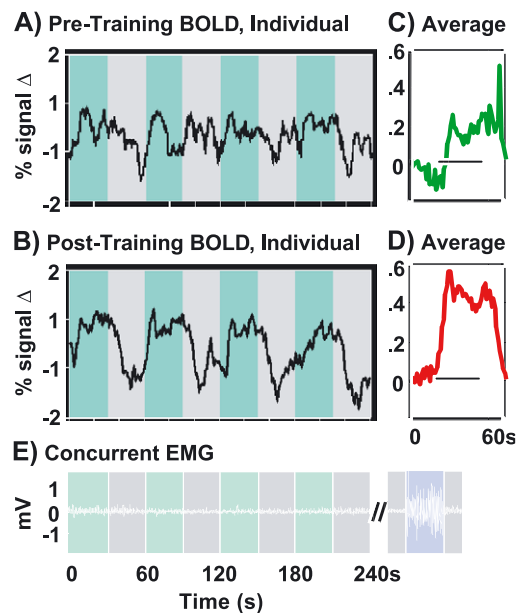 A) Pre-Training BOLD, Individual
C) Average
2
1
-1
-2
% signal Δ
.6
.4
.2
0
B) Post-Training BOLD, Individual
D) Average
2
1
-1
-2
% signal Δ
.6
.4
.2
0
0 60s
E) Concurrent EMG
1
0
-1
mV
//
0 60 120 180 240s
Time (s)